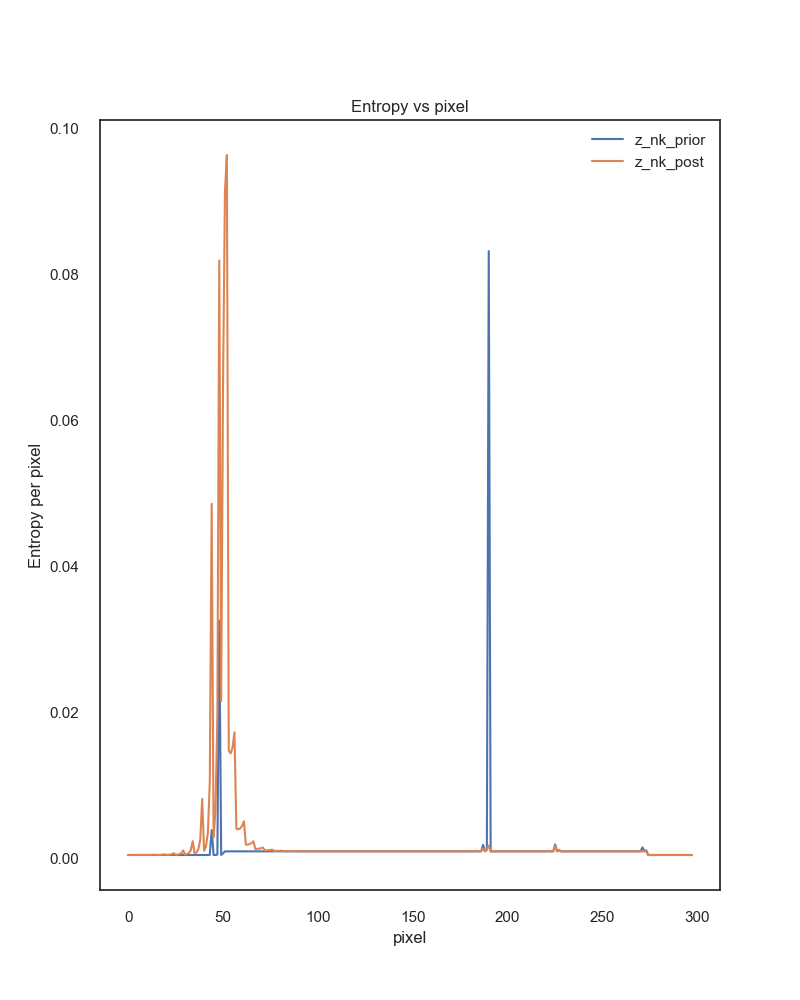 Entropy vs pixel
z_nk_prior
z_nk_post
Entropy per pixel
0.10
0.08
0.06
0.04
0.02
0.00
0 50 100 150 200 250 300
pixel